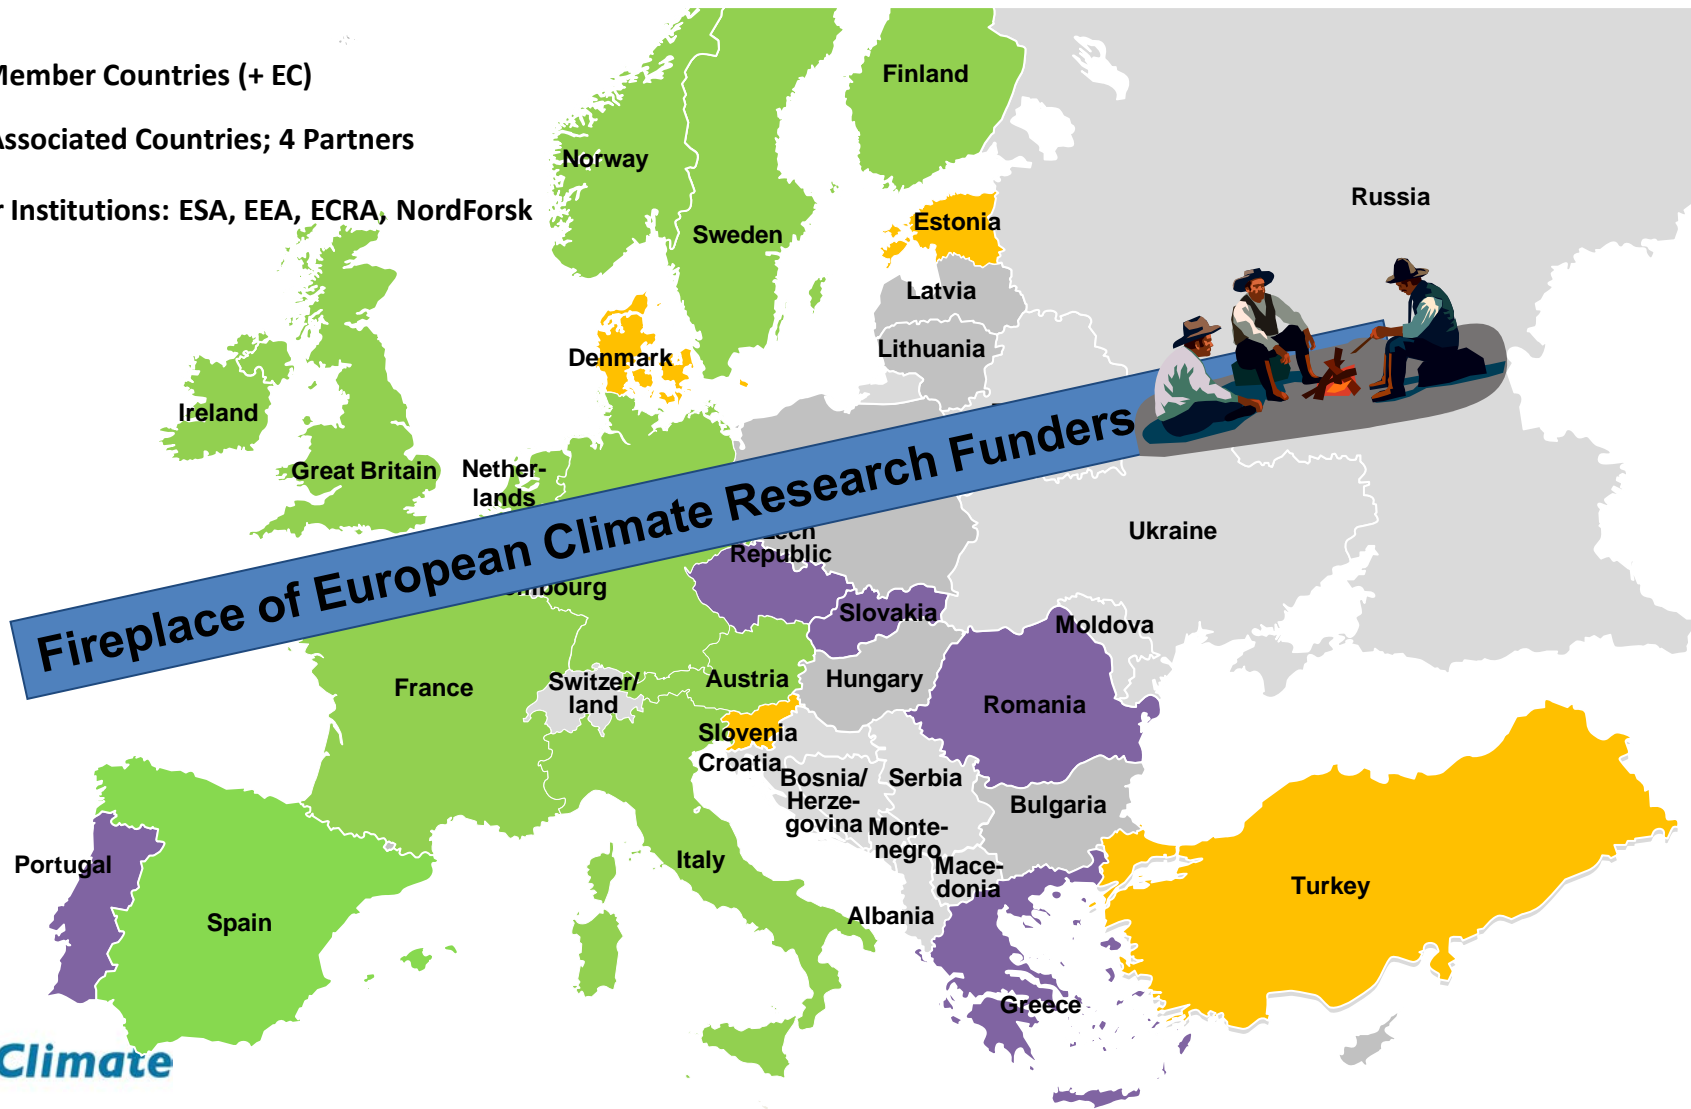 Member Countries (+ EC)
Associated Countries; 4 Partners
r Institutions: ESA, EEA, ECRA, NordForsk
Finland
Norway
Russia
Sweden
Estonia
Latvia
Lithuania
Denmark
Ireland
Great Britain
Nether-
lands
Fireplace of European Climate Research Funders
Ukraine
Republic
mbourg
Slovakia
Moldova
France
Switzer/
land
Austria
Hungary
Romania
Slovenia
Croatia
Bosnia/
Herze-
govina
Serbia
Bulgaria
Monte-
negro
Mace-
donia
Albania
Portugal
Spain
Italy
Turkey
Greece
Climate